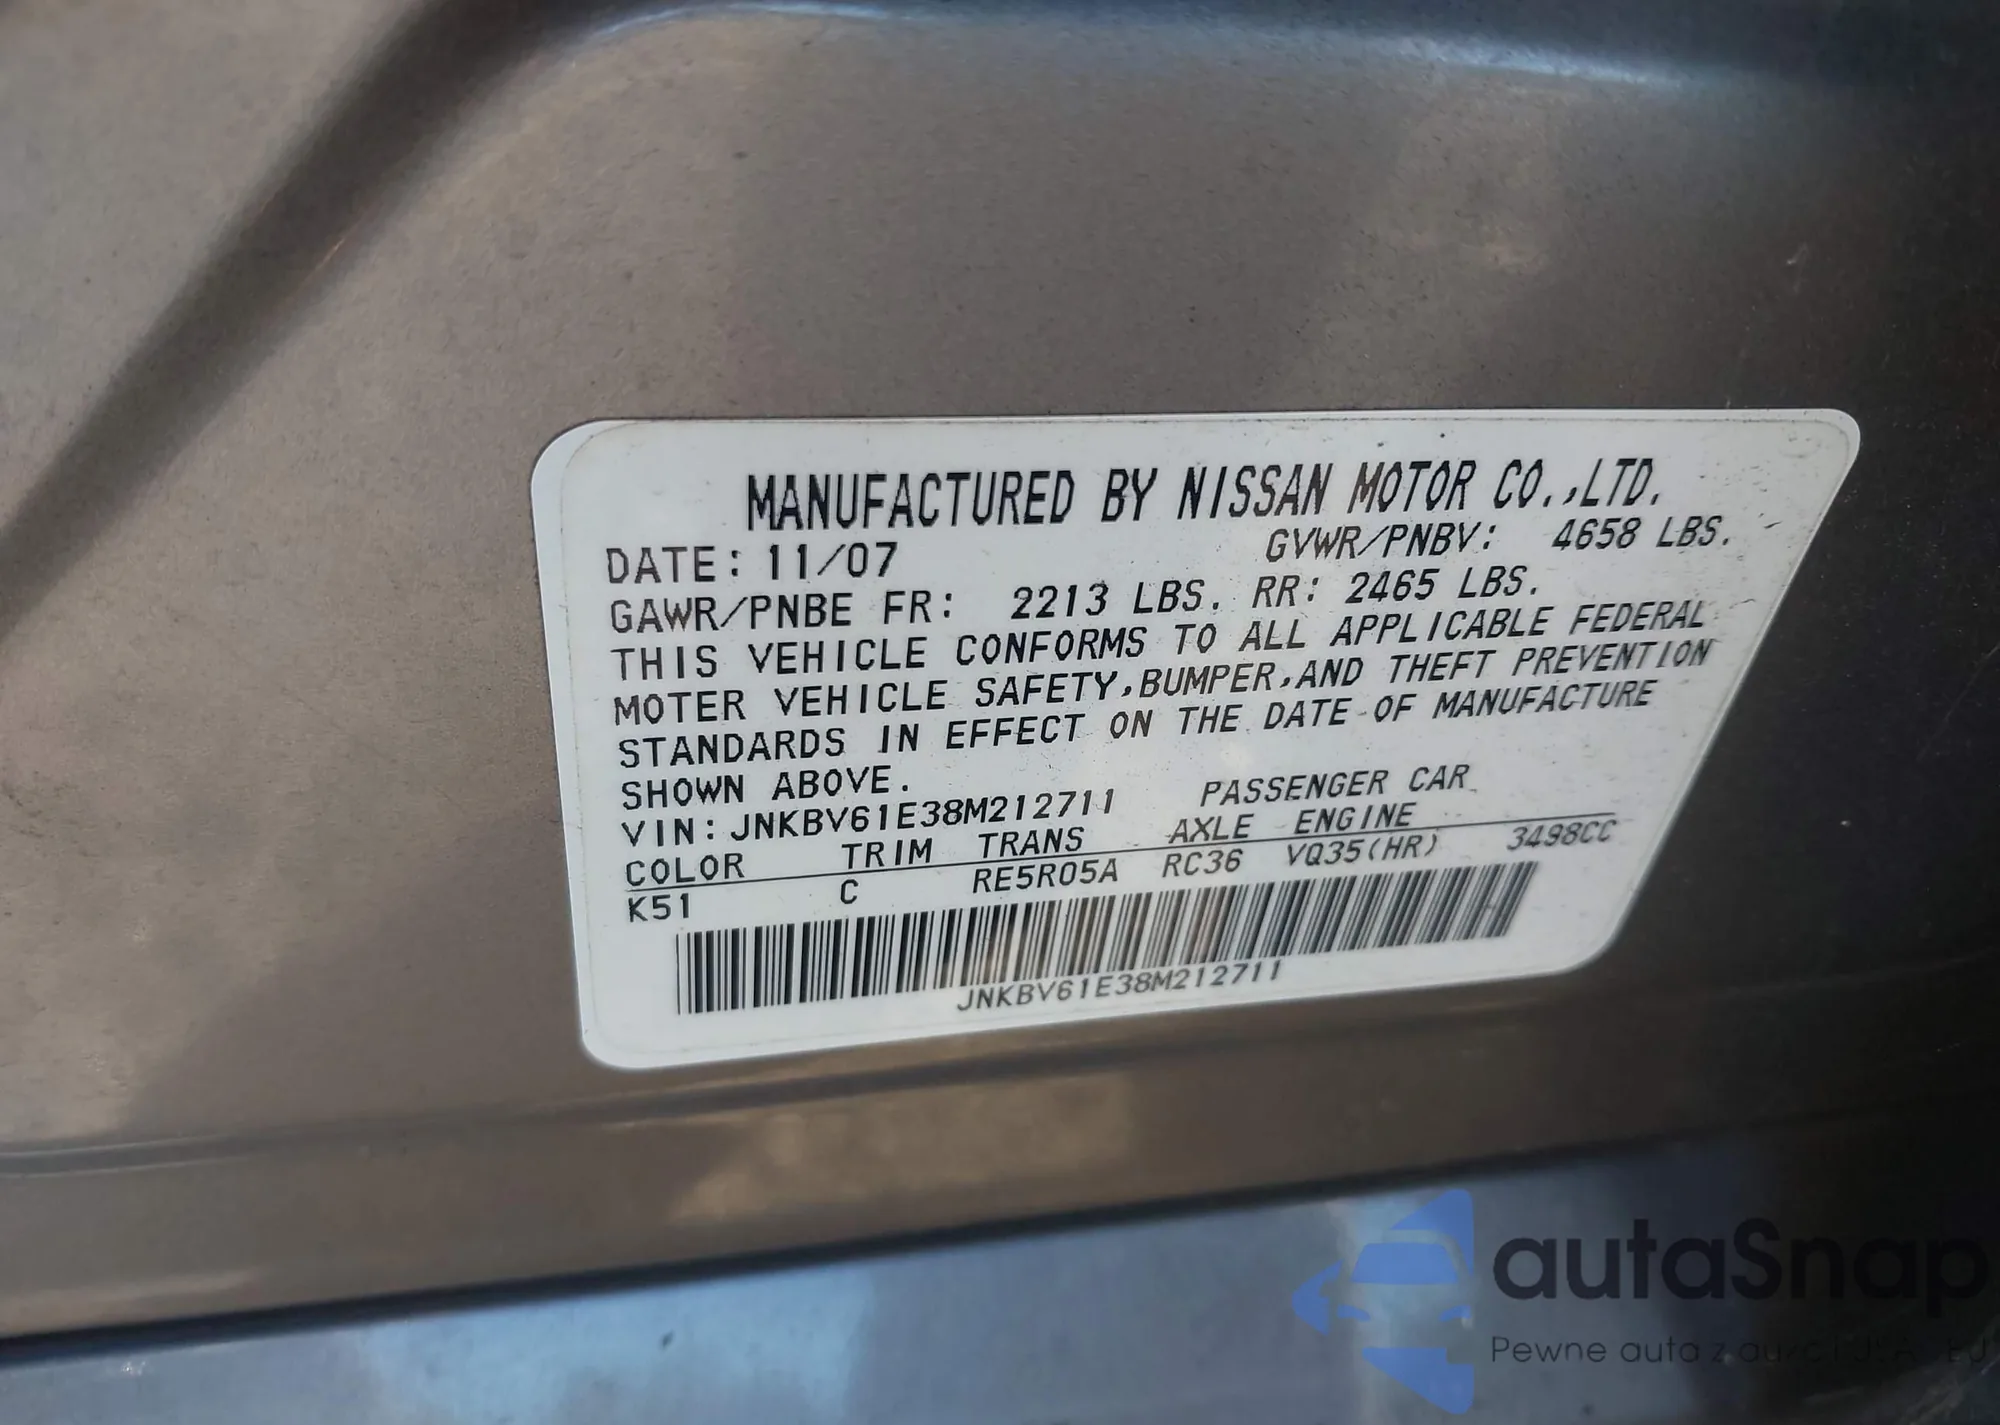 MANUFACTURED BY NISSAN MOTOR CO.,LTD.
DATE: 11/07 GVWR/PNBV: 4658 LBS.
GAWR/PNBE FR: 2213 LBS. RR: 2465 LBS.
THIS VEHICLE CONFORMS TO ALL APPLICABLE FEDERAL
MOTER VEHICLE SAFETY,BUMPER,AND THEFT PREVENTION
STANDARDS IN EFFECT ON THE DATE OF MANUFACTURE
SHOWN ABOVE.
VIN: JNKBV61E38M212711 PASSENGER CAR
COLOR TRIM TRANS AXLE ENGINE
K51 C RE5R05A RC36 VQ35(HR) 3498CC
JNKBV61E38M212711
autaSnap
Pewne auta z